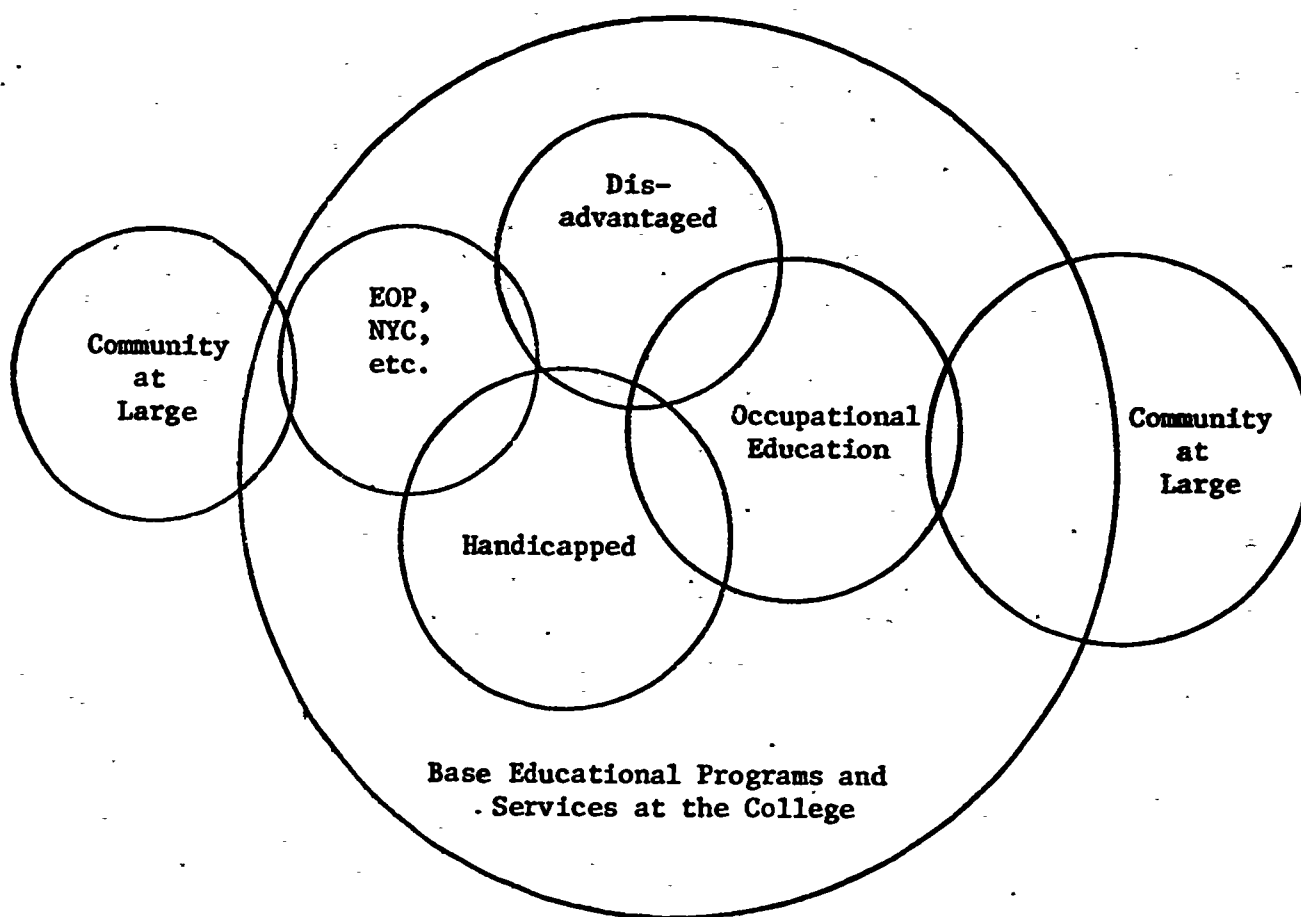 Dis-
advantaged
EOP,
NYC,
etc.
Community
at
Large
Occupational
Education
Community
at
Large
Handicapped
Base Educational Programs and
Services at the College